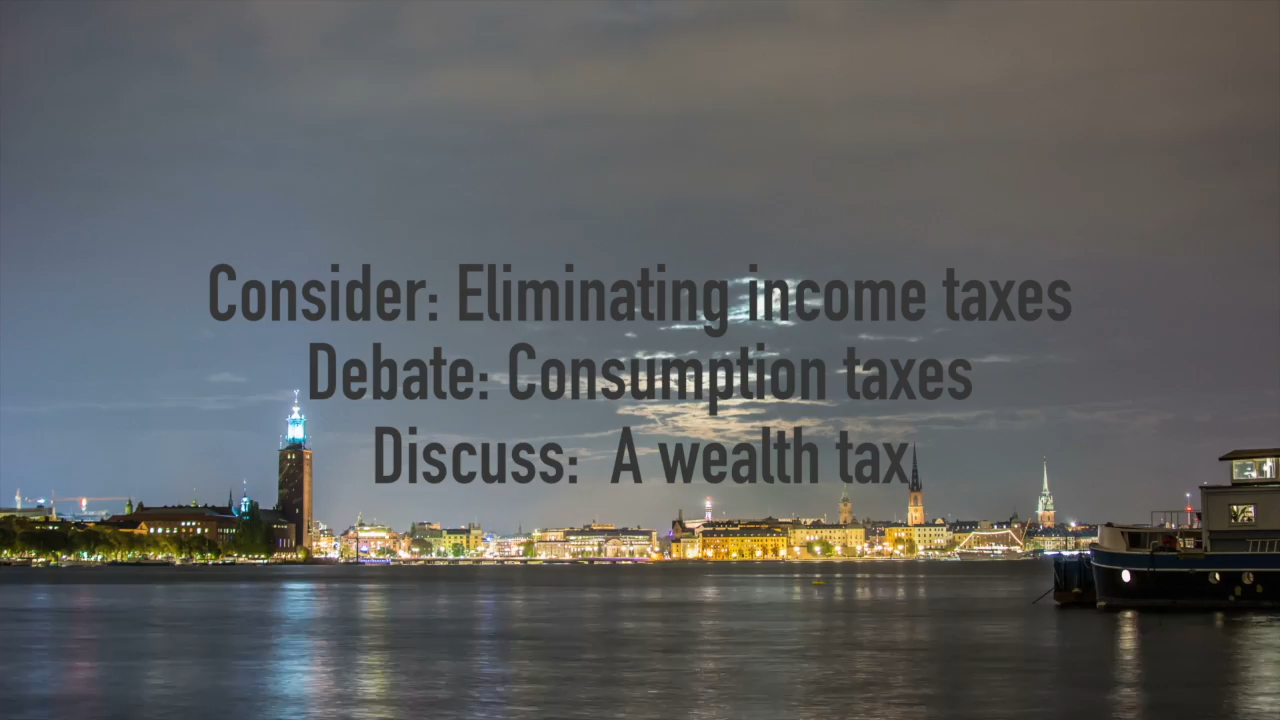 Consider: Eliminating income taxes
Debate: Consumption taxes
Discuss: A wealth tax